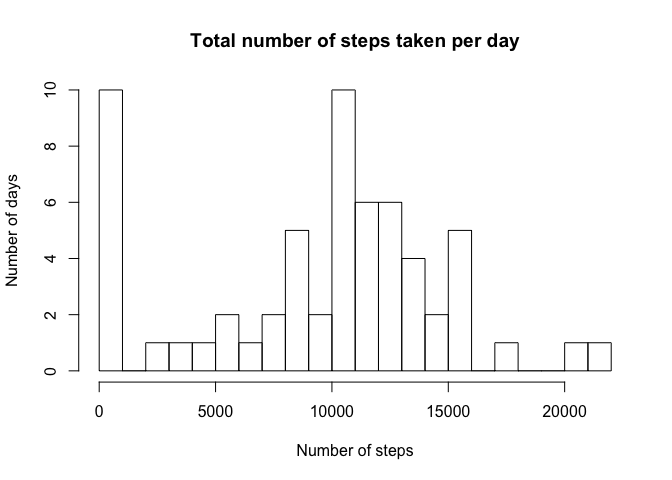 Total number of steps taken per day
Number of days
10
8
6
4
2
0
0 5000 10000 15000 20000
Number of steps